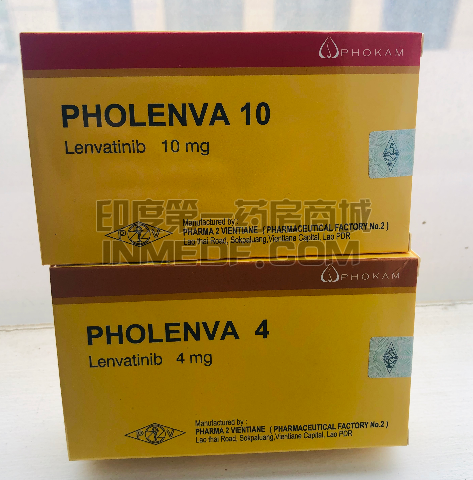 PHOKAM
PHOLENVA 10
Lenvatinib 10 mg
Manufactured by :
PHARMA 2 VIENTIANE ( PHARMACEUTICAL FACTORY No.2 )
Lao thai Road, Sokpaluang,Vientiane Capital, Lao PDR
印度第一药房商城
INMEDF.COM
PHOKAM
PHOLENVA 4
Lenvatinib 4 mg
Manufactured by :
PHARMA 2 VIENTIANE ( PHARMACEUTICAL FACTORY No.2 )
Lao thai Road, Sokpaluang,Vientiane Capital, Lao PDR